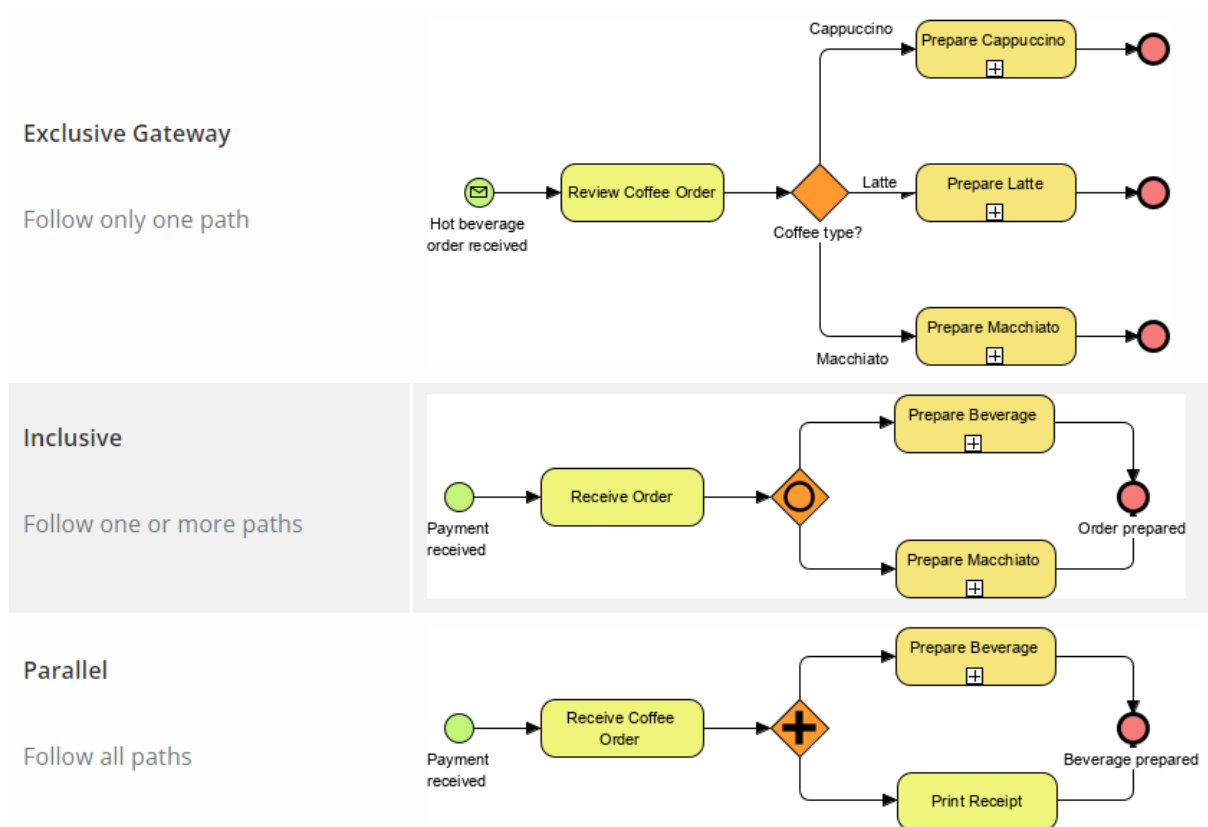 Exclusive Gateway
Follow only one path
Hot beverage
order received
Review Coffee Order
Coffee type?
Cappuccino
Prepare Cappuccino
Latte
Prepare Latte
Macchiato
Prepare Macchiato
Inclusive
Follow one or more paths
Payment
received
Receive Order
Prepare Beverage
Prepare Macchiato
Order prepared
Parallel
Follow all paths
Payment
received
Receive Coffee
Order
Prepare Beverage
Print Receipt
Beverage prepared